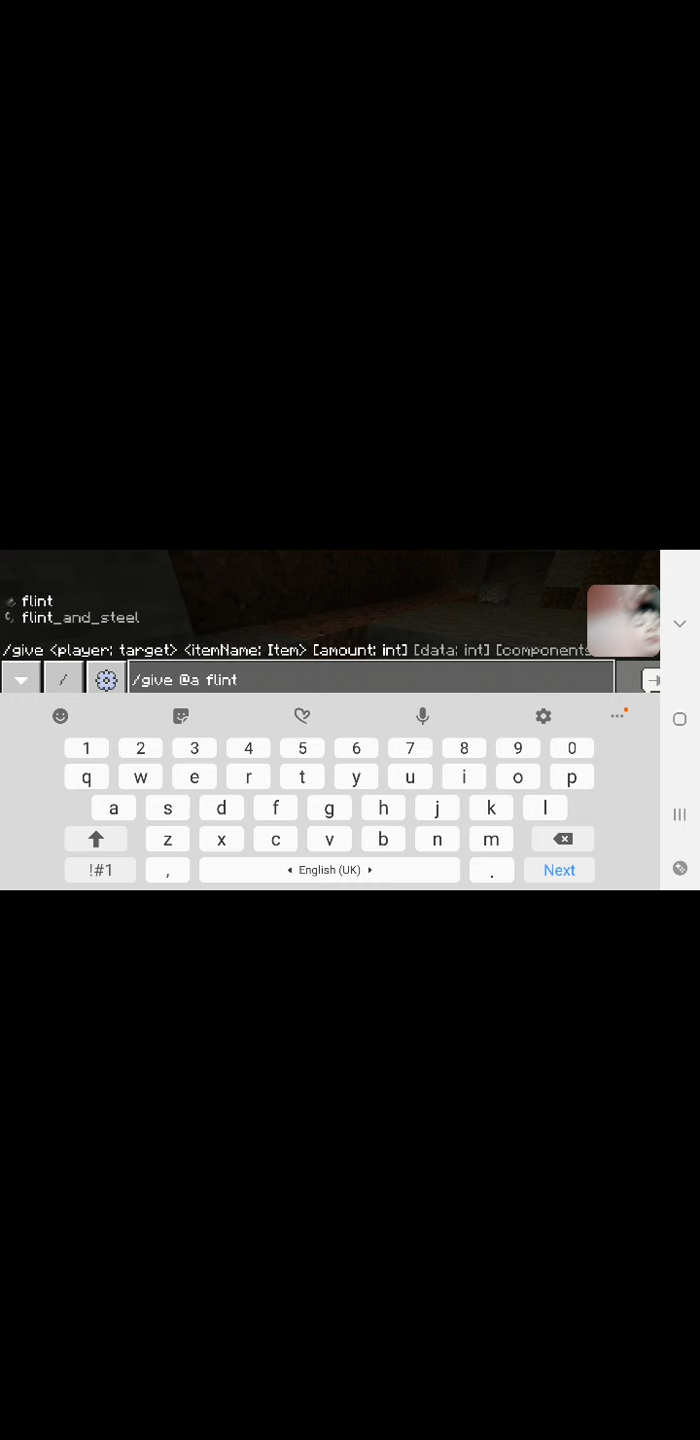 flint
flint_and_steel
/give <player: target> <itemName: Item> [amount: int] [data: int] [components
/ /give @a flint
1 2 3 4 5 6 7 8 9 0
q w e r t y u i o p
a s d f g h j k l
z x c v b n m
!#1 , English (UK) . Next